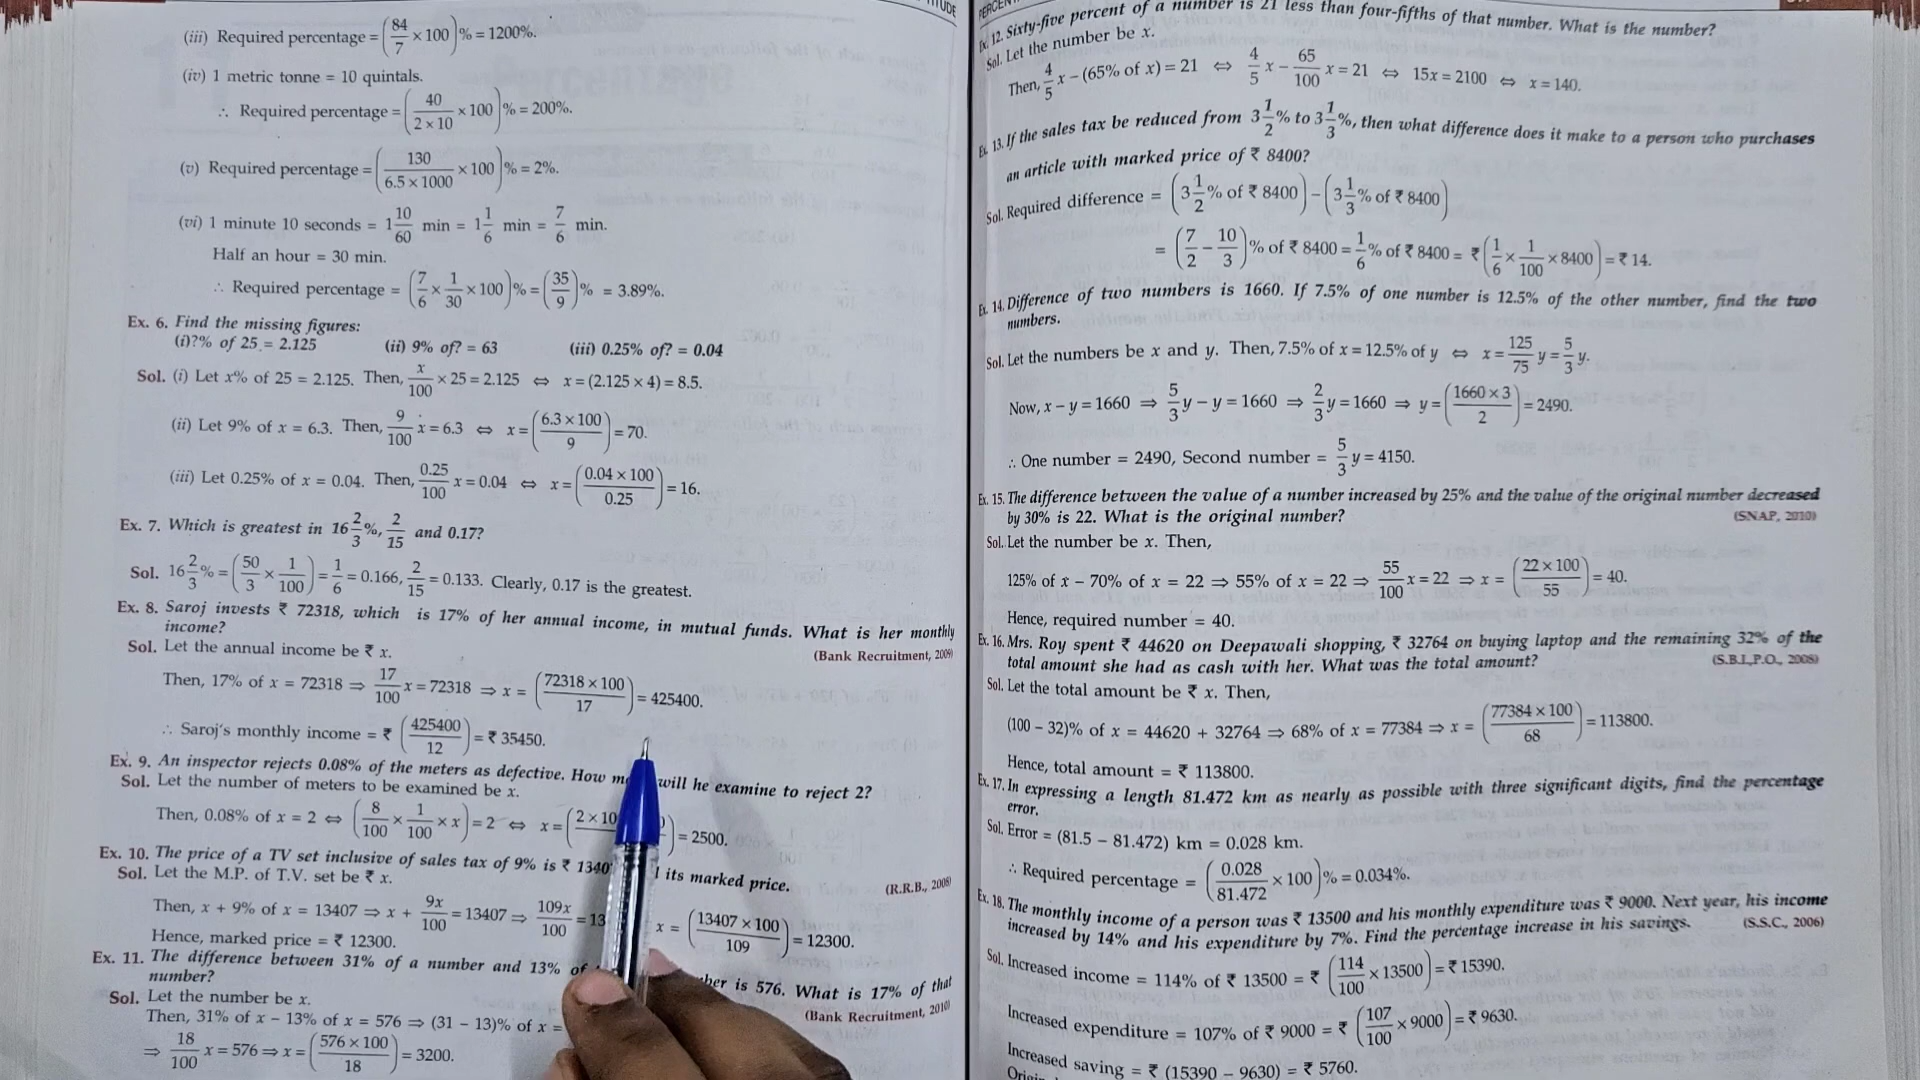 TUDE
(iii) Required percentage = (84/7 × 100)% = 1200%.
(iv) 1 metric tonne = 10 quintals.
∴ Required percentage = (40/(2 × 10) × 100)% = 200%.
(v) Required percentage = (130/(6.5 × 1000) × 100)% = 2%.
(vi) 1 minute 10 seconds = 1 10/60 min = 1 1/6 min = 7/6 min.
Half an hour = 30 min.
∴ Required percentage = (7/6 × 1/30 × 100)% = (35/9)% = 3.89%.
Ex. 6. Find the missing figures:
(i)?% of 25 = 2.125 (ii) 9% of? = 63 (iii) 0.25% of? = 0.04
Sol. (i) Let x% of 25 = 2.125. Then, x/100 × 25 = 2.125 ⇔ x = (2.125 × 4) = 8.5.
(ii) Let 9% of x = 6.3. Then, 9/100 x = 6.3 ⇔ x = (6.3 × 100/9) = 70.
(iii) Let 0.25% of x = 0.04. Then, 0.25/100 x = 0.04 ⇔ x = (0.04 × 100/0.25) = 16.
Ex. 7. Which is greatest in 16 2/3%, 2/15 and 0.17?
Sol. 16 2/3% = (50/3 × 1/100) = 1/6 = 0.166, 2/15 = 0.133. Clearly, 0.17 is the greatest.
Ex. 8. Saroj invests ₹ 72318, which is 17% of her annual income, in mutual funds. What is her monthly
income?
(Bank Recruitment, 2009)
Sol. Let the annual income be ₹ x.
Then, 17% of x = 72318 ⇒ 17/100 x = 72318 ⇒ x = (72318 × 100/17) = 425400.
∴ Saroj's monthly income = ₹ (425400/12) = ₹ 35450.
Ex. 9. An inspector rejects 0.08% of the meters as defective. How will he examine to reject 2?
Sol. Let the number of meters to be examined be x.
Then, 0.08% of x = 2 ⇔ (8/100 × 1/100 × x) = 2 ⇔ x = (2 × 10 ) = 2500.
Ex. 10. The price of a TV set inclusive of sales tax of 9% is ₹ 1340 its marked price.
(R.R.B., 2008)
Sol. Let the M.P. of T.V. set be ₹ x.
Then, x + 9% of x = 13407 ⇒ x + 9x/100 = 13407 ⇒ 109x/100 = 13 x = (13407 × 100/109) = 12300.
Hence, marked price = ₹ 12300.
Ex. 11. The difference between 31% of a number and 13% of is 576. What is 17% of that
number?
(Bank Recruitment, 2010)
Sol. Let the number be x.
Then, 31% of x – 13% of x = 576 ⇒ (31 – 13)% of x =
⇒ 18/100 x = 576 ⇒ x = (576 × 100/18) = 3200.
Ex. 12. Sixty-five percent of a number is 21 less than four-fifths of that number. What is the number?
Sol. Let the number be x.
Then, 4/5 x – (65% of x) = 21 ⇔ 4/5 x – 65/100 x = 21 ⇔ 15x = 2100 ⇔ x = 140.
Ex. 13. If the sales tax be reduced from 3 1/2% to 3 1/3%, then what difference does it make to a person who purchases
an article with marked price of ₹ 8400?
Sol. Required difference = (3 1/2% of ₹ 8400) – (3 1/3% of ₹ 8400)
= (7/2 – 10/3)% of ₹ 8400 = 1/6% of ₹ 8400 = ₹ (1/6 × 1/100 × 8400) = ₹ 14.
Ex. 14. Difference of two numbers is 1660. If 7.5% of one number is 12.5% of the other number, find the two
numbers.
Sol. Let the numbers be x and y. Then, 7.5% of x = 12.5% of y ⇔ x = 125/75 y = 5/3 y.
Now, x – y = 1660 ⇒ 5/3 y – y = 1660 ⇒ 2/3 y = 1660 ⇒ y = (1660 × 3/2) = 2490.
∴ One number = 2490, Second number = 5/3 y = 4150.
Ex. 15. The difference between the value of a number increased by 25% and the value of the original number decreased
by 30% is 22. What is the original number? (SNAP, 2010)
Sol. Let the number be x. Then,
125% of x – 70% of x = 22 ⇒ 55% of x = 22 ⇒ 55/100 x = 22 ⇒ x = (22 × 100/55) = 40.
Hence, required number = 40.
Ex. 16. Mrs. Roy spent ₹ 44620 on Deepawali shopping, ₹ 32764 on buying laptop and the remaining 32% of the
total amount she had as cash with her. What was the total amount? (S.B.I.P.O., 2008)
Sol. Let the total amount be ₹ x. Then,
(100 – 32)% of x = 44620 + 32764 ⇒ 68% of x = 77384 ⇒ x = (77384 × 100/68) = 113800.
Hence, total amount = ₹ 113800.
Ex. 17. In expressing a length 81.472 km as nearly as possible with three significant digits, find the percentage
error.
Sol. Error = (81.5 – 81.472) km = 0.028 km.
∴ Required percentage = (0.028/81.472 × 100)% = 0.034%.
Ex. 18. The monthly income of a person was ₹ 13500 and his monthly expenditure was ₹ 9000. Next year, his income
increased by 14% and his expenditure by 7%. Find the percentage increase in his savings. (S.S.C., 2006)
Sol. Increased income = 114% of ₹ 13500 = ₹ (114/100 × 13500) = ₹ 15390.
Increased expenditure = 107% of ₹ 9000 = ₹ (107/100 × 9000) = ₹ 9630.
Increased saving = ₹ (15390 – 9630) = ₹ 5760.